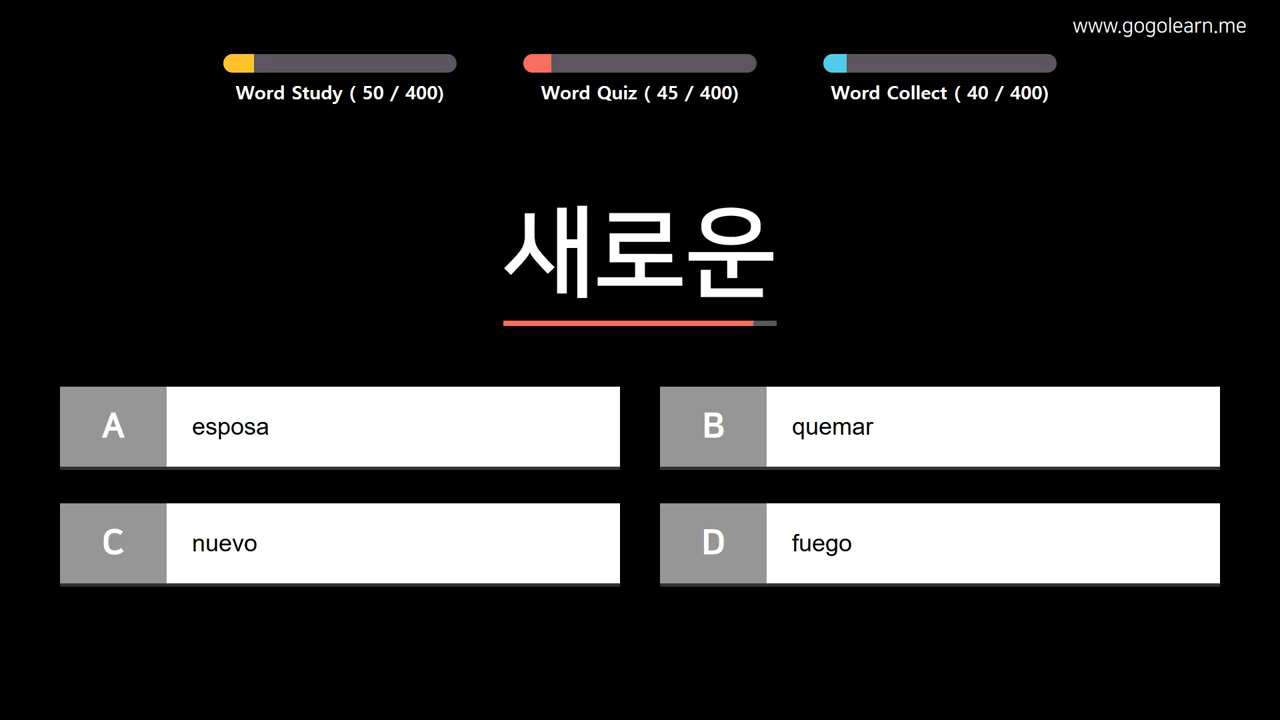 www.gogolearn.me
Word Study ( 50 / 400)
Word Quiz ( 45 / 400)
Word Collect ( 40 / 400)
새로운
A esposa
B quemar
C nuevo
D fuego